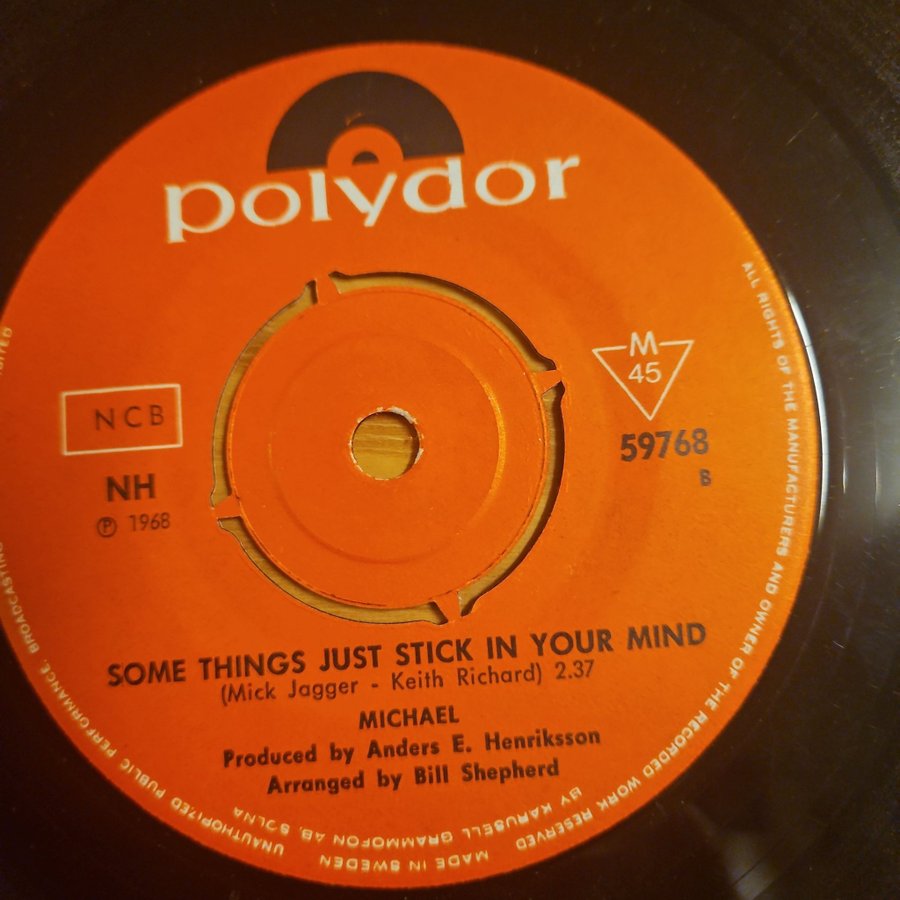 polydor
M
45
NCB
59768
B
NH
℗ 1968
SOME THINGS JUST STICK IN YOUR MIND
(Mick Jagger - Keith Richard) 2.37
MICHAEL
Produced by Anders E. Henriksson
Arranged by Bill Shepherd
ALL RIGHTS OF THE MANUFACTURERS AND OWNER OF THE RECORDED WORK RESERVED
UNAUTHORIZED PUBLIC PERFORMANCE, BROADCASTING
BY KARUSELL GRAMMOFON AB, SOLNA
MADE IN SWEDEN